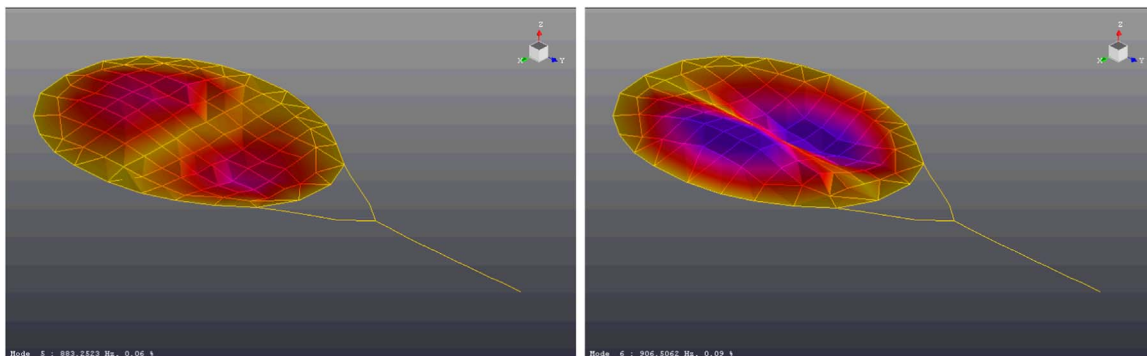 Z
X
Y
Mode 5 : 883.2523 Hz, 0.06 %
Z
X
Y
Mode 6 : 906.5062 Hz, 0.09 %